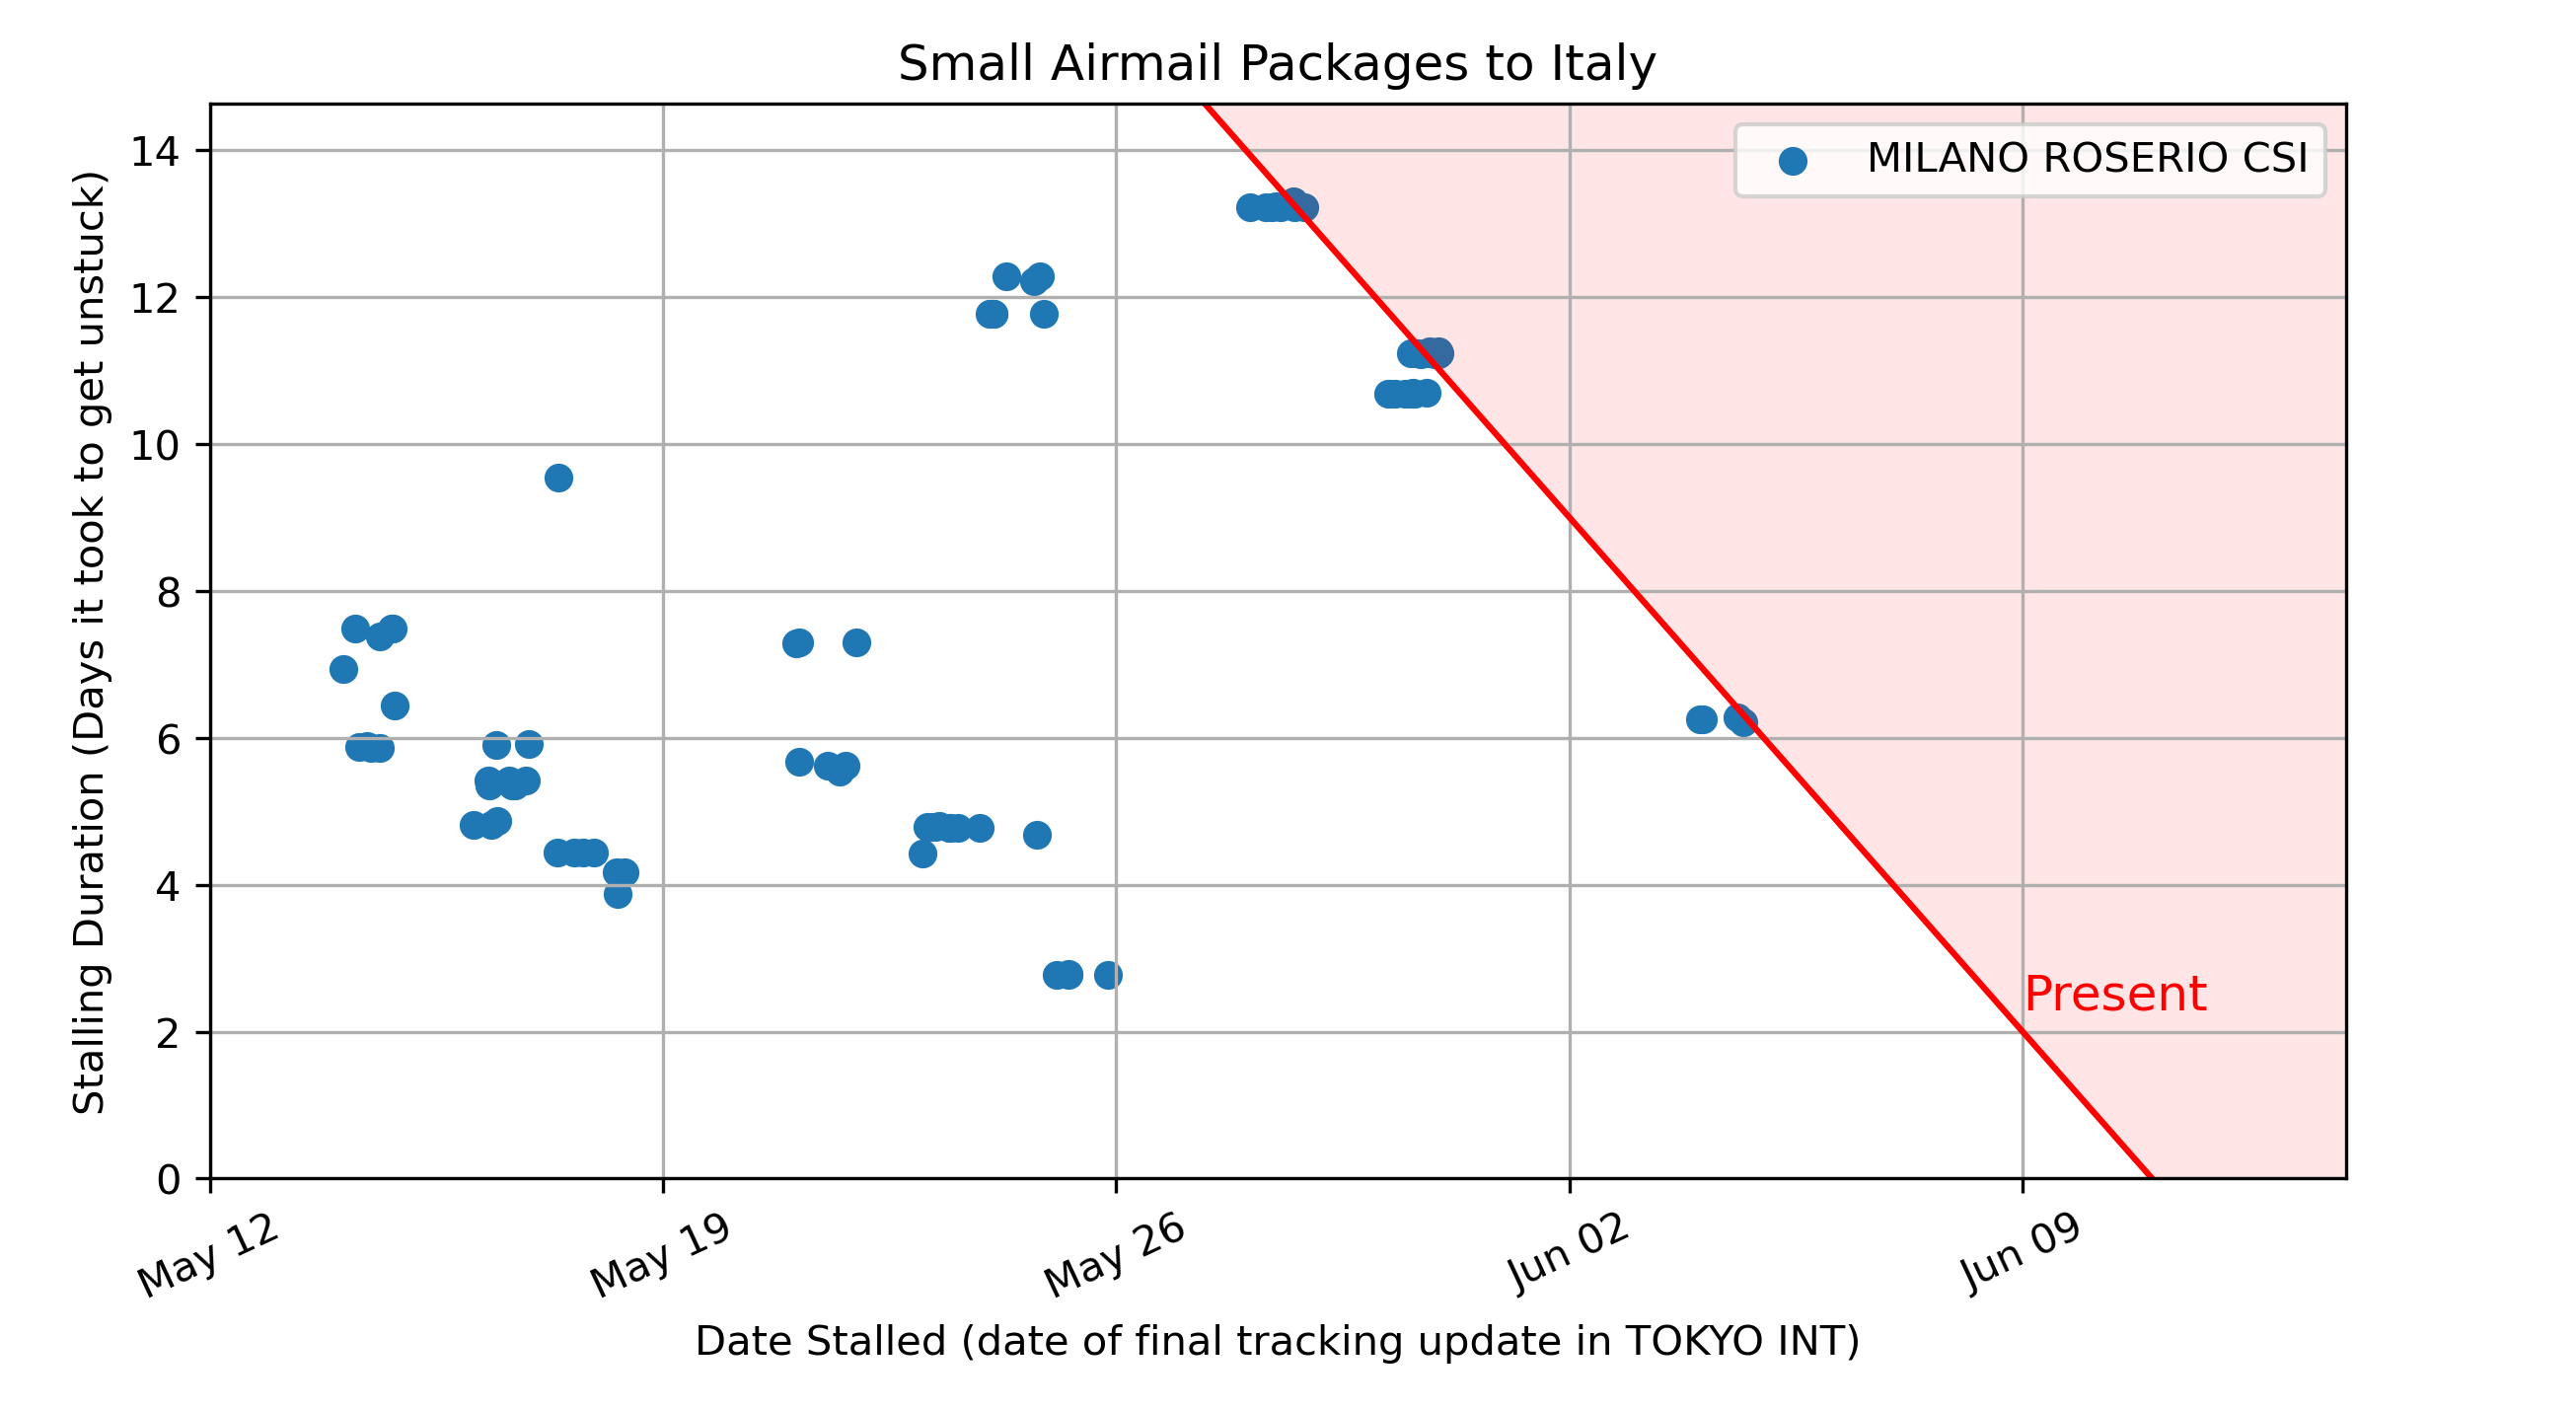 Small Airmail Packages to Italy
MILANO ROSERIO CSI
Stalling Duration (Days it took to get unstuck)
14
12
10
8
6
4
2
0
Present
May 12
May 19
May 26
Jun 02
Jun 09
Date Stalled (date of final tracking update in TOKYO INT)